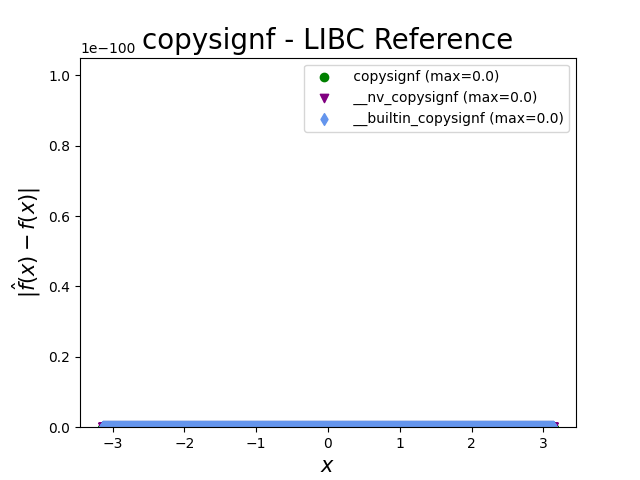 copysignf - LIBC Reference
1e−100
copysignf (max=0.0)
__nv_copysignf (max=0.0)
__builtin_copysignf (max=0.0)
1.0
0.8
0.6
0.4
0.2
0.0
|f̂(x) − f(x)|
−3 −2 −1 0 1 2 3
x